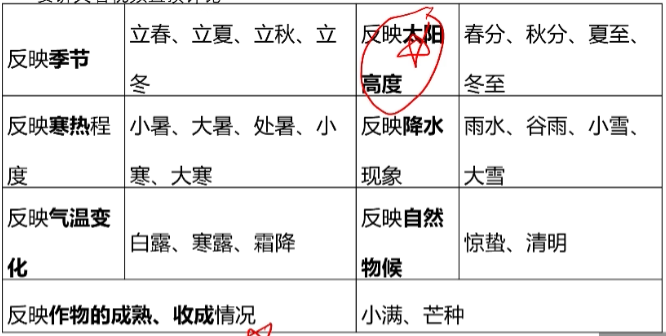 反映季节
立春、立夏、立秋、立
冬
反映太阳
高度
春分、秋分、夏至、
冬至
反映寒热程
度
小暑、大暑、处暑、小
寒、大寒
反映降水
现象
雨水、谷雨、小雪、
大雪
反映气温变
化
白露、寒露、霜降
反映自然
物候
惊蛰、清明
反映作物的成熟、收成情况
小满、芒种